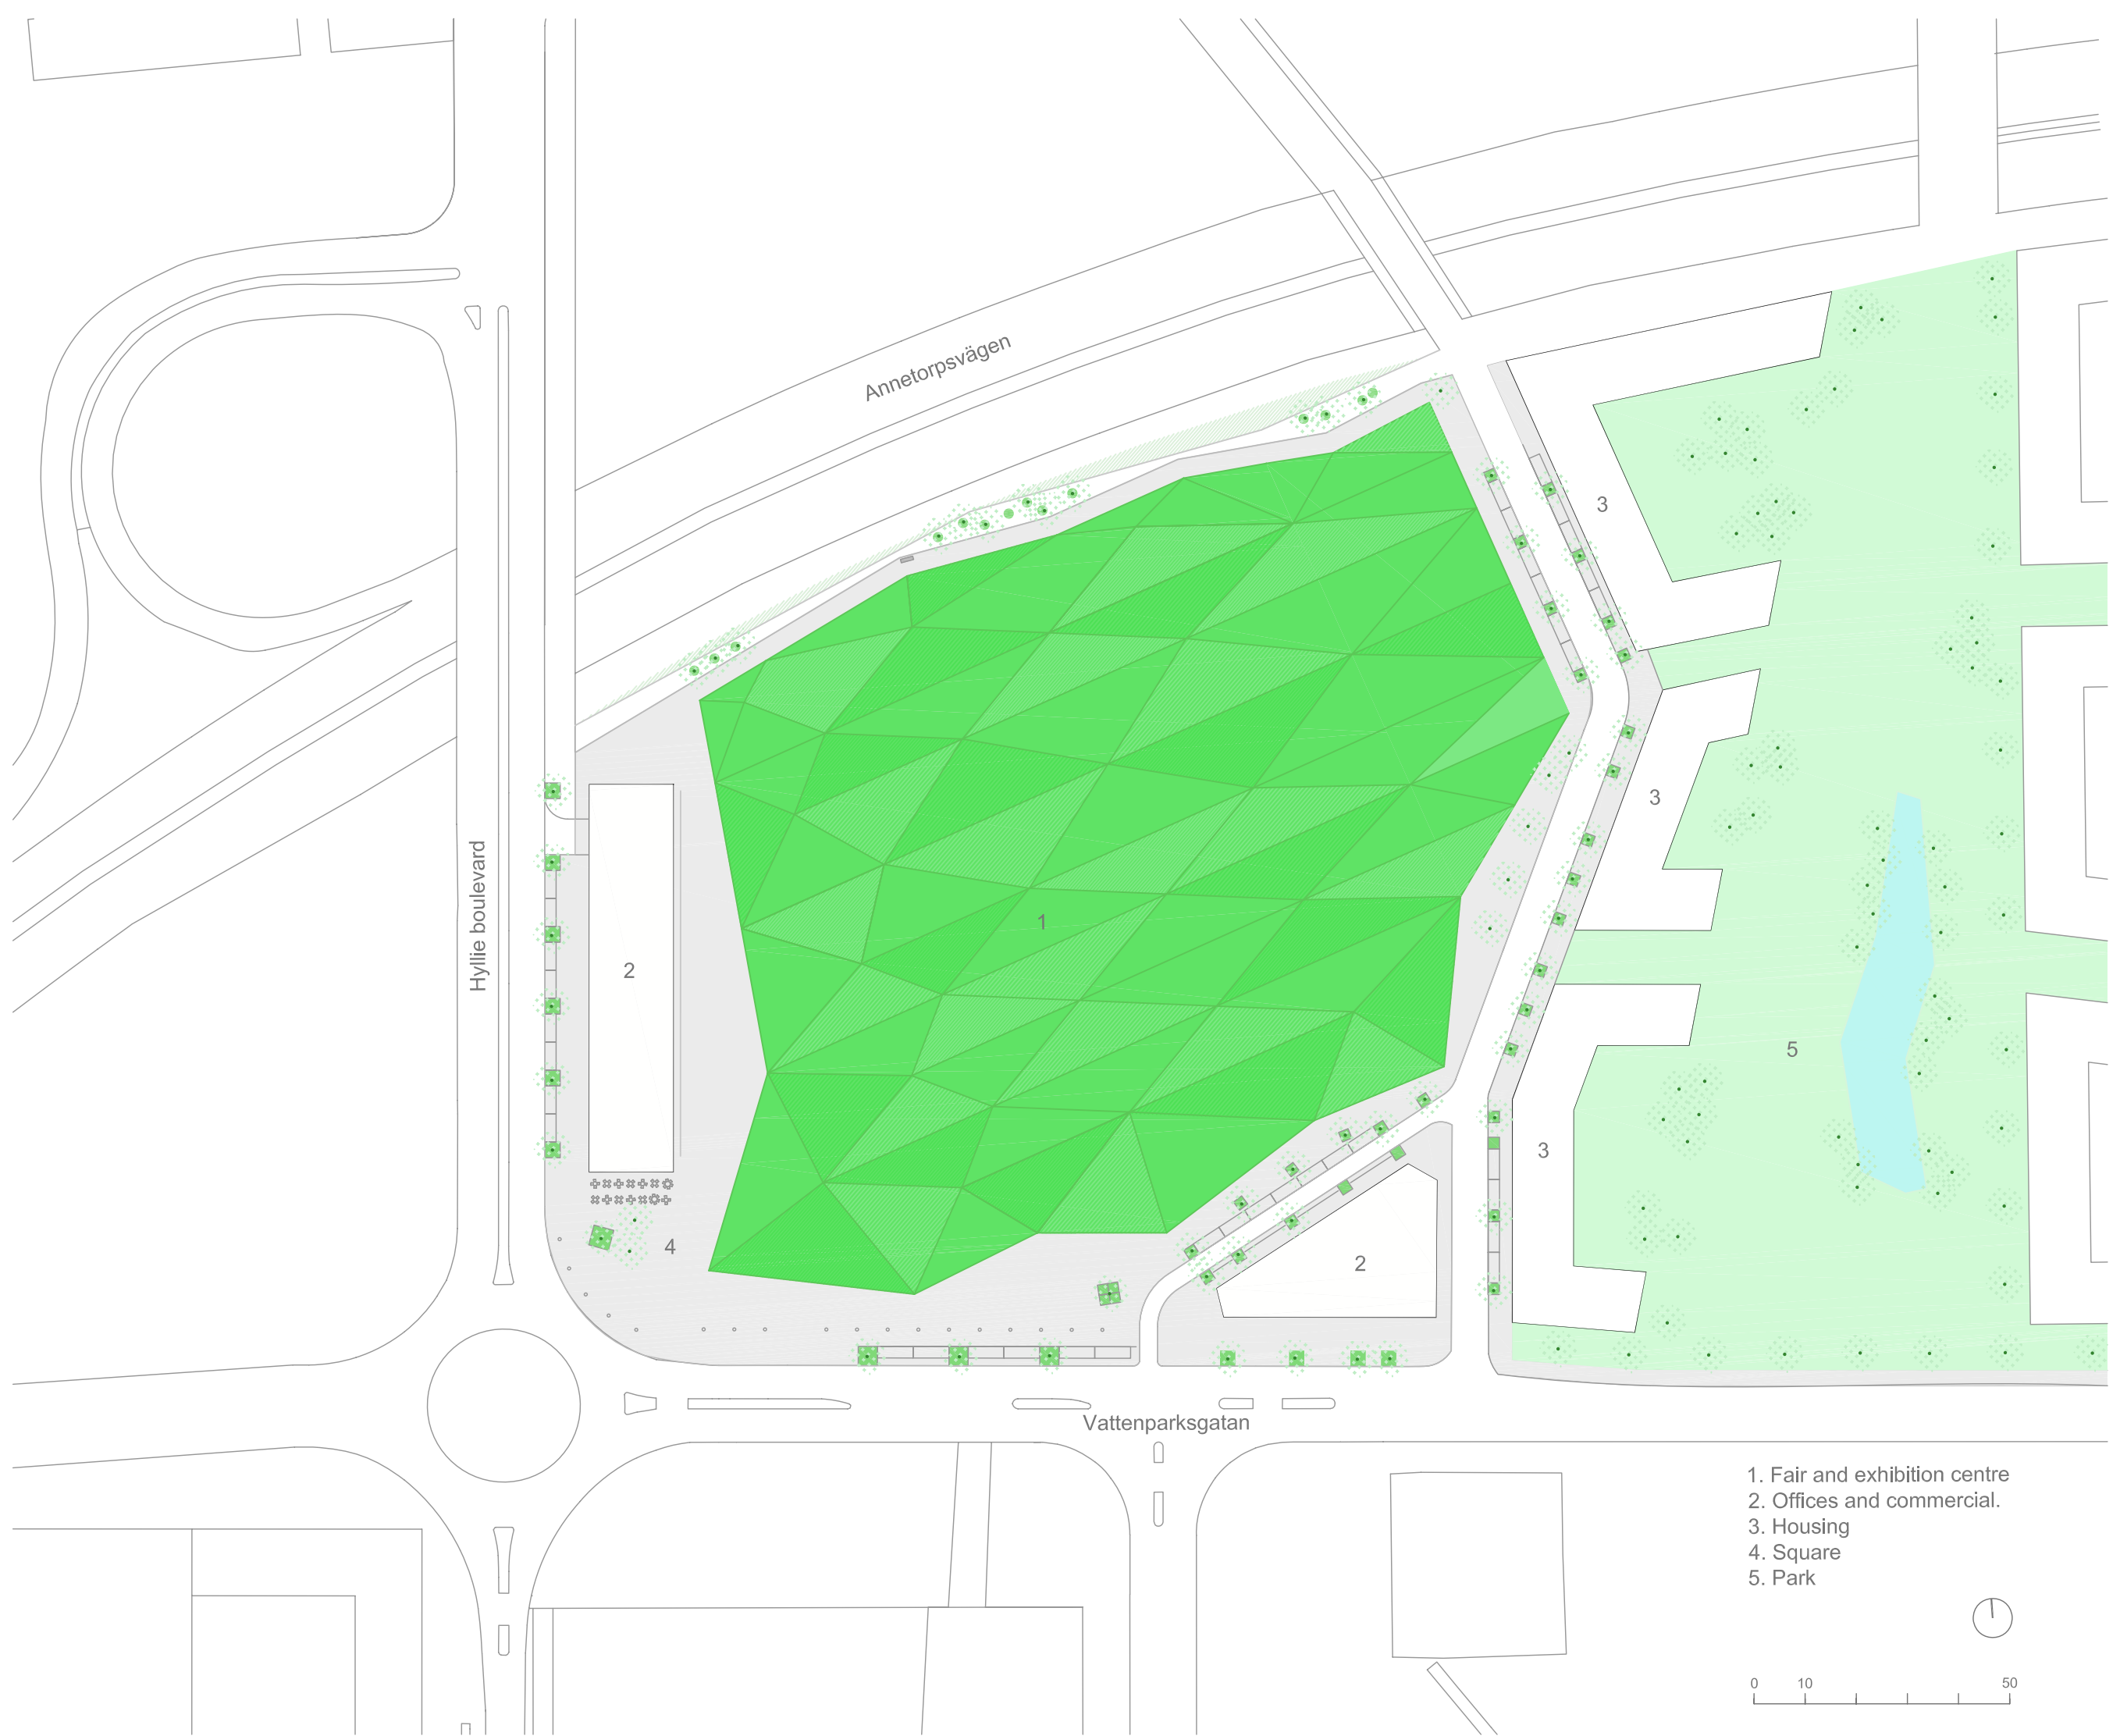 Annetorpsvägen
3
3
Hyllie boulevard
1
2
5
3
4
2
Vattenparksgatan
1. Fair and exhibition centre
2. Offices and commercial.
3. Housing
4. Square
5. Park
0 10 50